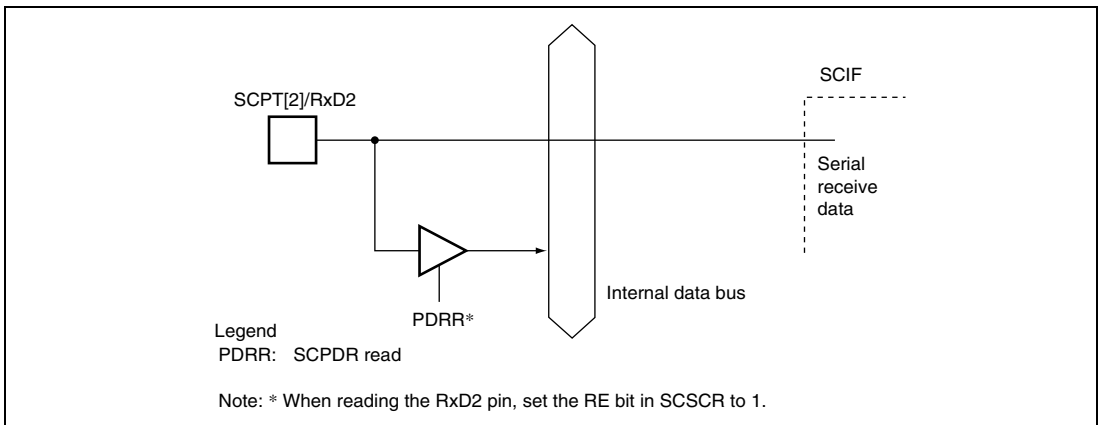 SCIF
SCPT[2]/RxD2
Serial
receive
data
Internal data bus
PDRR*
Legend
PDRR: SCPDR read
Note: * When reading the RxD2 pin, set the RE bit in SCSCR to 1.